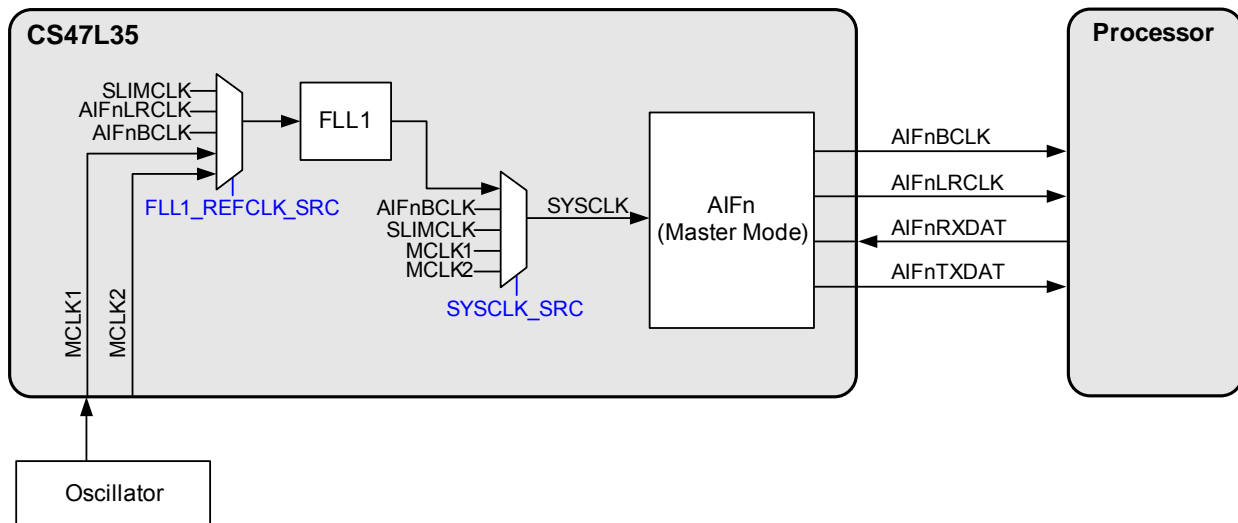 CS47L35
Processor
SLIMCLK
AIFnLRCLK
AIFnBCLK
FLL1
FLL1_REFCLK_SRC
AIFnBCLK
SLIMCLK
MCLK1
MCLK2
SYSCLK_SRC
SYSCLK
AIFn
(Master Mode)
AIFnBCLK
AIFnLRCLK
AIFnRXDAT
AIFnTXDAT
MCLK1
MCLK2
Oscillator